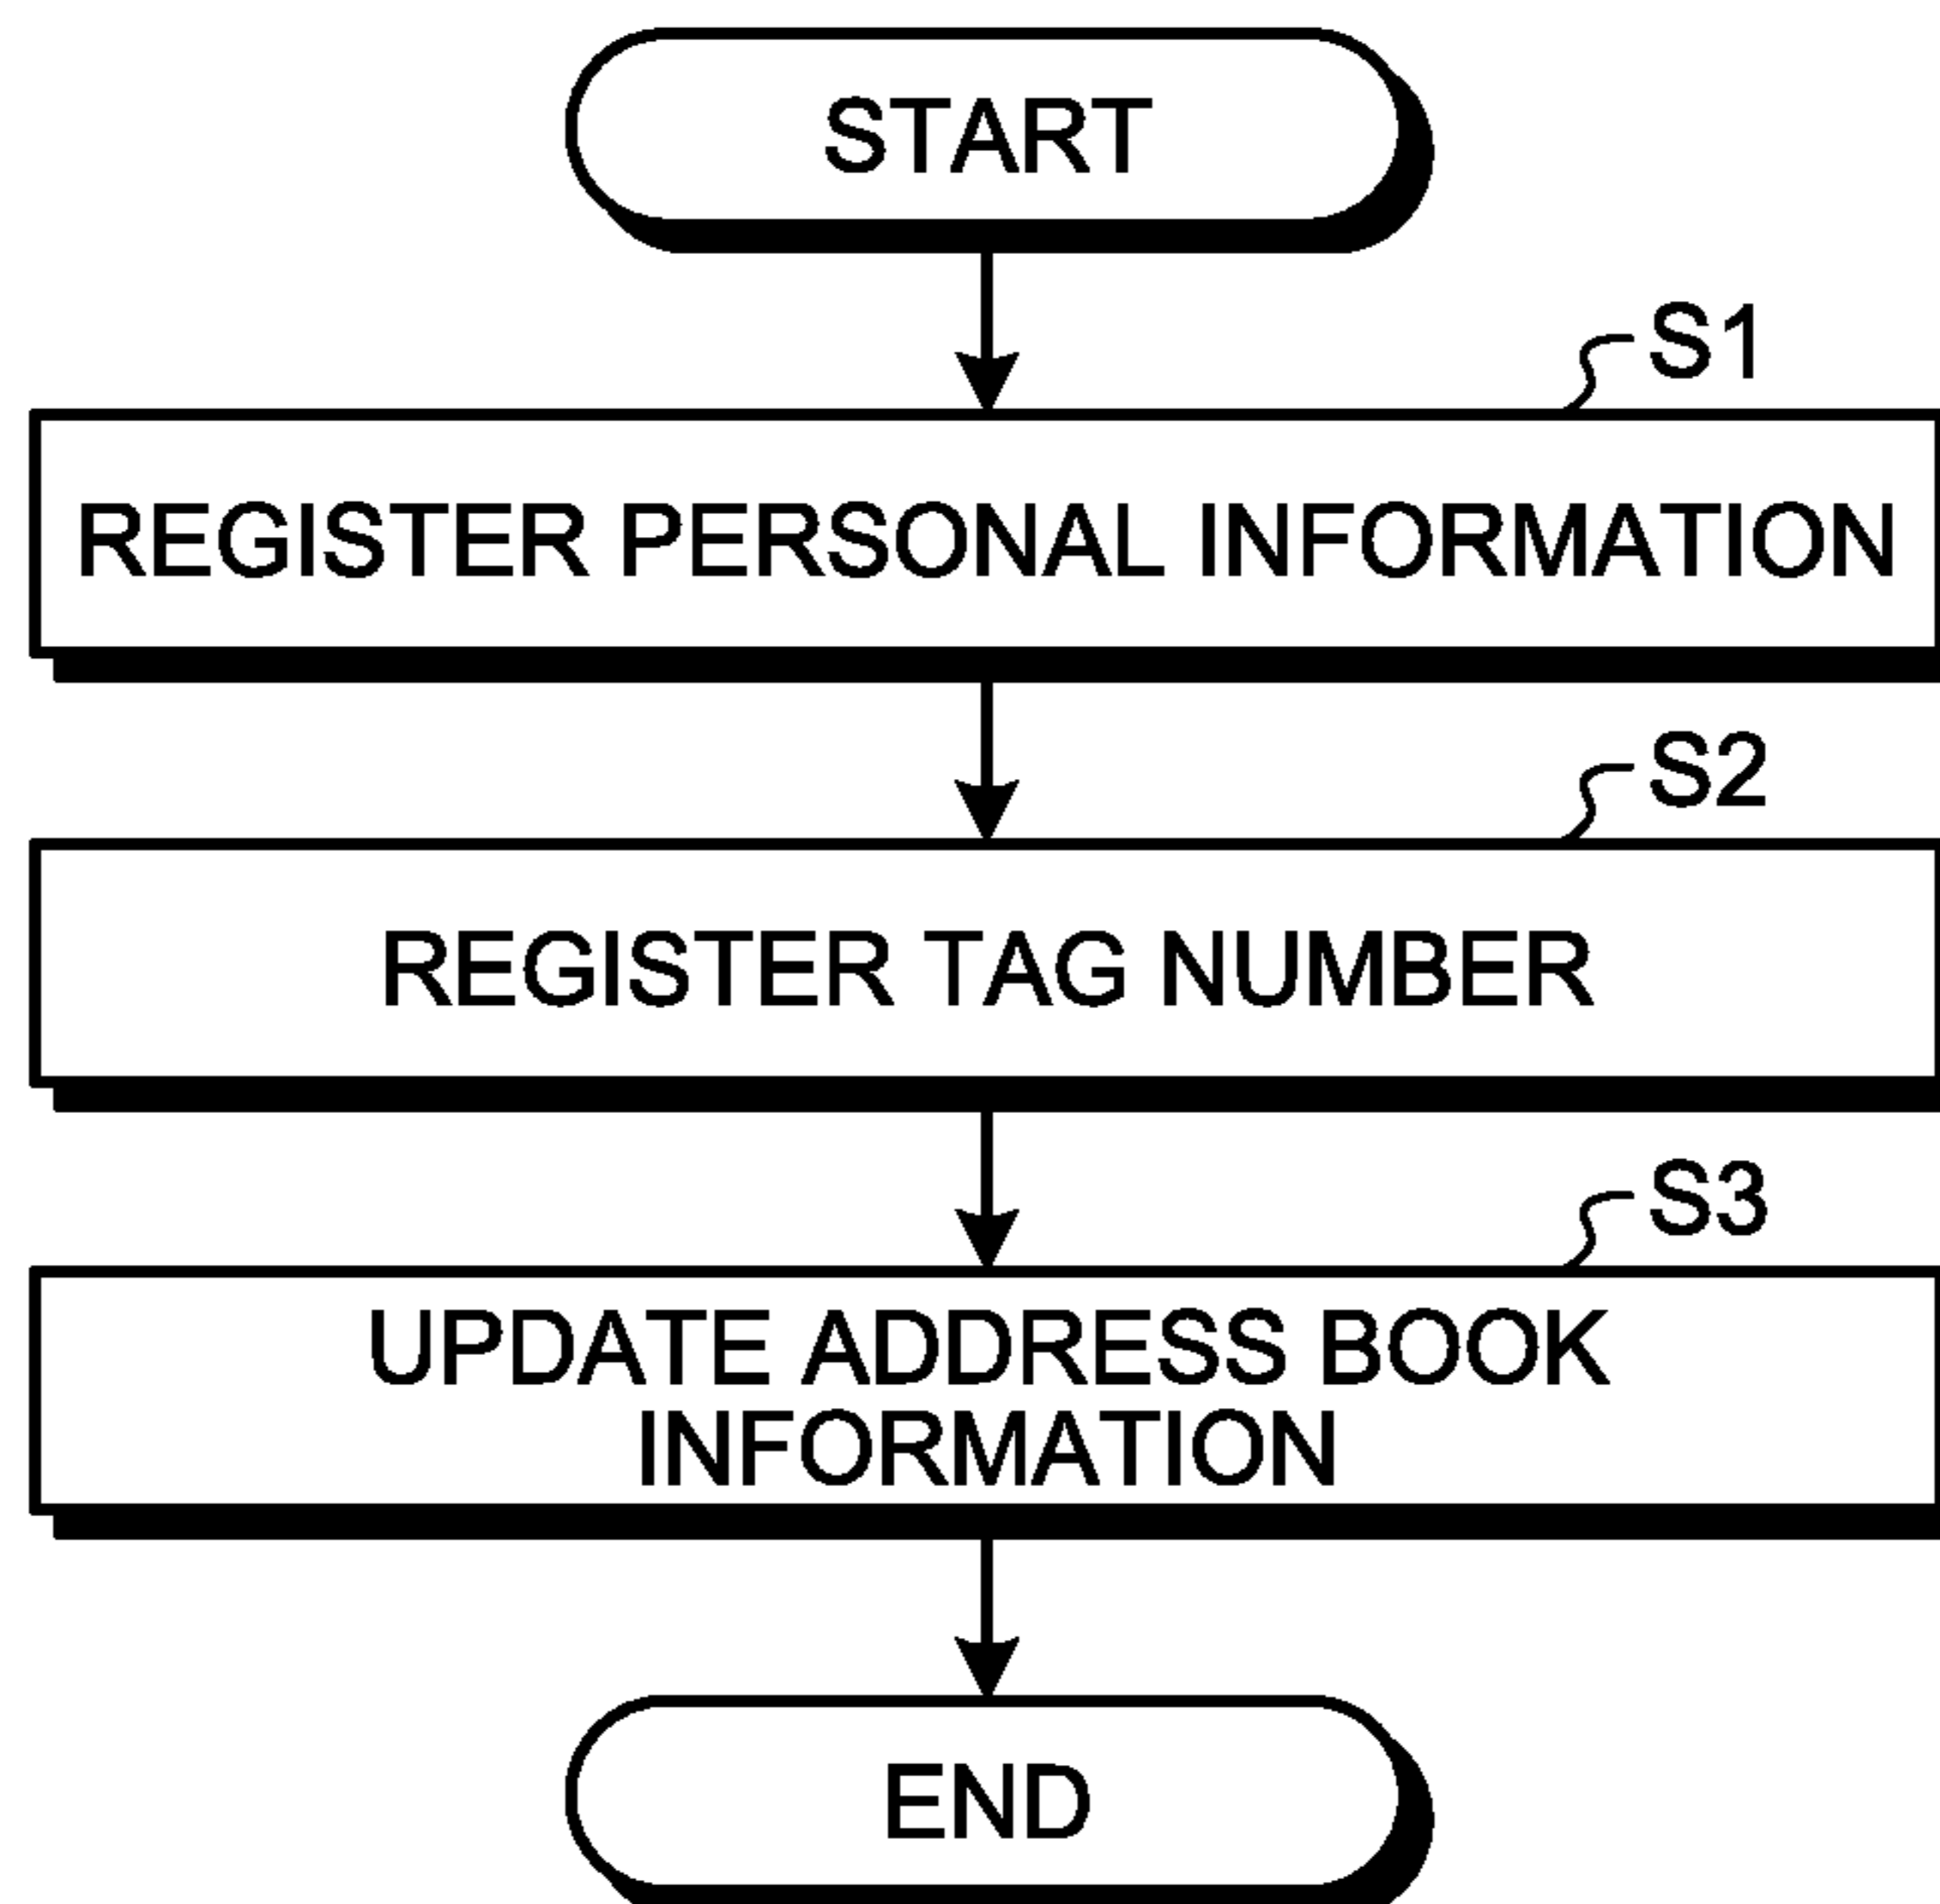 START
S1
REGISTER PERSONAL INFORMATION
S2
REGISTER TAG NUMBER
S3
UPDATE ADDRESS BOOK
INFORMATION
END